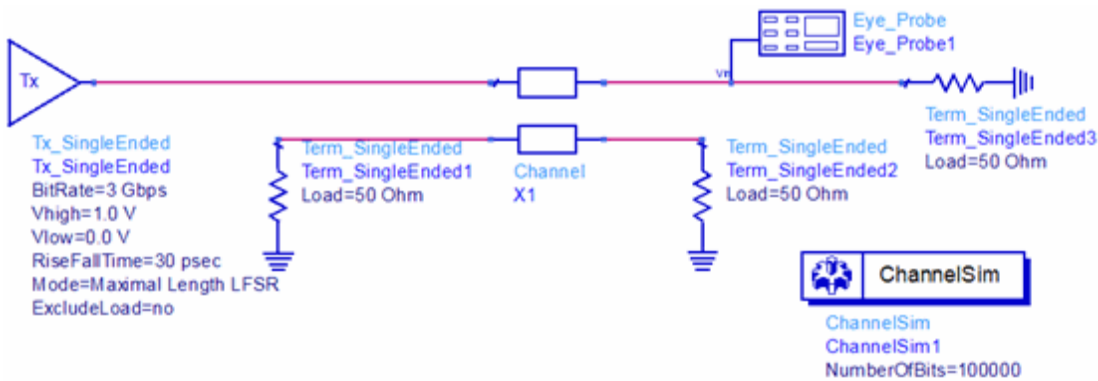 Tx
Tx_SingleEnded
Tx_SingleEnded
BitRate=3 Gbps
Vhigh=1.0 V
Vlow=0.0 V
RiseFallTime=30 psec
Mode=Maximal Length LFSR
ExcludeLoad=no
Term_SingleEnded
Term_SingleEnded1
Load=50 Ohm
Channel
X1
Eye_Probe
Eye_Probe1
Term_SingleEnded
Term_SingleEnded2
Load=50 Ohm
Term_SingleEnded
Term_SingleEnded3
Load=50 Ohm
ChannelSim
ChannelSim
ChannelSim1
NumberOfBits=100000